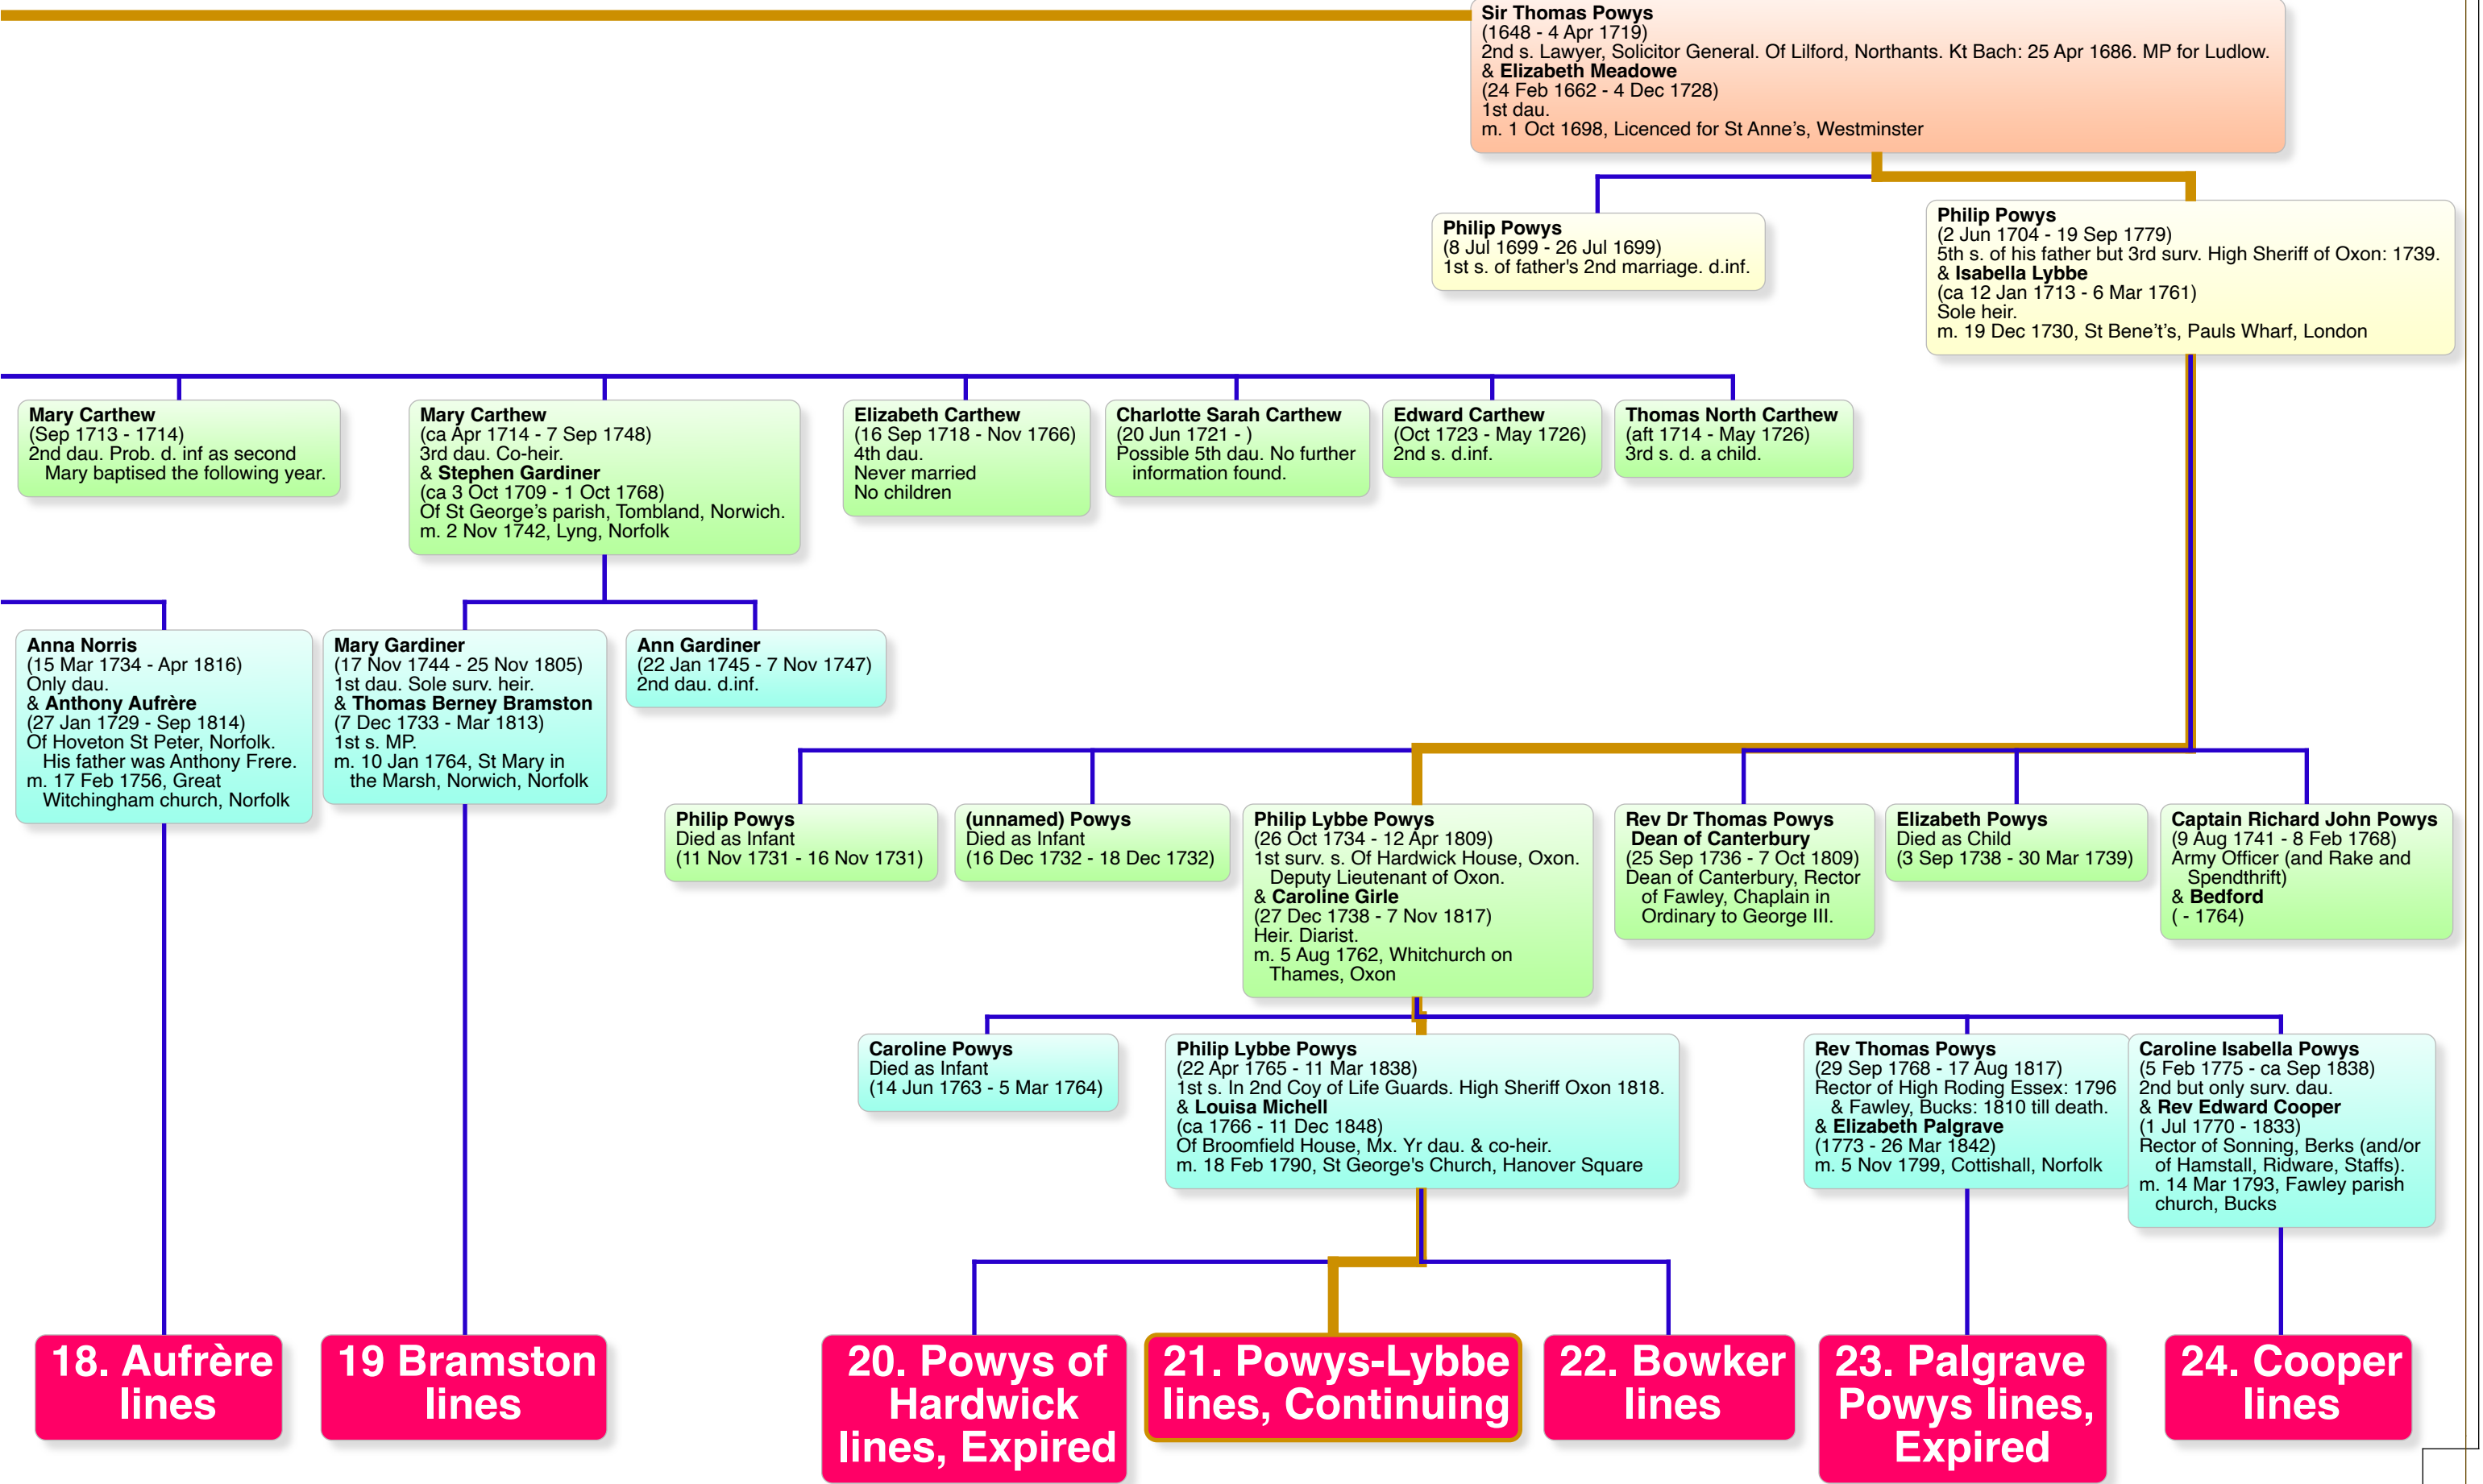 Sir Thomas Powys
(1648 - 4 Apr 1719)
2nd s. Lawyer, Solicitor General. Of Lilford, Northants. Kt Bach: 25 Apr 1686. MP for Ludlow.
& Elizabeth Meadowe
(24 Feb 1662 - 4 Dec 1728)
1st dau.
m. 1 Oct 1698, Licenced for St Anne’s, Westminster
Philip Powys
(8 Jul 1699 - 26 Jul 1699)
1st s. of father's 2nd marriage. d.inf.
Philip Powys
(2 Jun 1704 - 19 Sep 1779)
5th s. of his father but 3rd surv. High Sheriff of Oxon: 1739.
& Isabella Lybbe
(ca 12 Jan 1713 - 6 Mar 1761)
Sole heir.
m. 19 Dec 1730, St Bene’t’s, Pauls Wharf, London
Mary Carthew
(Sep 1713 - 1714)
2nd dau. Prob. d. inf as second
Mary baptised the following year.
Mary Carthew
(ca Apr 1714 - 7 Sep 1748)
3rd dau. Co-heir.
& Stephen Gardiner
(ca 3 Oct 1709 - 1 Oct 1768)
Of St George’s parish, Tombland, Norwich.
m. 2 Nov 1742, Lyng, Norfolk
Elizabeth Carthew
(16 Sep 1718 - Nov 1766)
4th dau.
Never married
No children
Charlotte Sarah Carthew
(20 Jun 1721 - )
Possible 5th dau. No further
information found.
Edward Carthew
(Oct 1723 - May 1726)
2nd s. d.inf.
Thomas North Carthew
(aft 1714 - May 1726)
3rd s. d. a child.
Anna Norris
(15 Mar 1734 - Apr 1816)
Only dau.
& Anthony Aufrère
(27 Jan 1729 - Sep 1814)
Of Hoveton St Peter, Norfolk.
His father was Anthony Frere.
m. 17 Feb 1756, Great
Witchingham church, Norfolk
Mary Gardiner
(17 Nov 1744 - 25 Nov 1805)
1st dau. Sole surv. heir.
& Thomas Berney Bramston
(7 Dec 1733 - Mar 1813)
1st s. MP.
m. 10 Jan 1764, St Mary in
the Marsh, Norwich, Norfolk
Ann Gardiner
(22 Jan 1745 - 7 Nov 1747)
2nd dau. d.inf.
Philip Powys
Died as Infant
(11 Nov 1731 - 16 Nov 1731)
(unnamed) Powys
Died as Infant
(16 Dec 1732 - 18 Dec 1732)
Philip Lybbe Powys
(26 Oct 1734 - 12 Apr 1809)
1st surv. s. Of Hardwick House, Oxon.
Deputy Lieutenant of Oxon.
& Caroline Girle
(27 Dec 1738 - 7 Nov 1817)
Heir. Diarist.
m. 5 Aug 1762, Whitchurch on
Thames, Oxon
Rev Dr Thomas Powys
Dean of Canterbury
(25 Sep 1736 - 7 Oct 1809)
Dean of Canterbury, Rector
of Fawley, Chaplain in
Ordinary to George III.
Elizabeth Powys
Died as Child
(3 Sep 1738 - 30 Mar 1739)
Captain Richard John Powys
(9 Aug 1741 - 8 Feb 1768)
Army Officer (and Rake and
Spendthrift)
& Bedford
( - 1764)
Caroline Powys
Died as Infant
(14 Jun 1763 - 5 Mar 1764)
Philip Lybbe Powys
(22 Apr 1765 - 11 Mar 1838)
1st s. In 2nd Coy of Life Guards. High Sheriff Oxon 1818.
& Louisa Michell
(ca 1766 - 11 Dec 1848)
Of Broomfield House, Mx. Yr dau. & co-heir.
m. 18 Feb 1790, St George's Church, Hanover Square
Rev Thomas Powys
(29 Sep 1768 - 17 Aug 1817)
Rector of High Roding Essex: 1796
& Fawley, Bucks: 1810 till death.
& Elizabeth Palgrave
(1773 - 26 Mar 1842)
m. 5 Nov 1799, Cottishall, Norfolk
Caroline Isabella Powys
(5 Feb 1775 - ca Sep 1838)
2nd but only surv. dau.
& Rev Edward Cooper
(1 Jul 1770 - 1833)
Rector of Sonning, Berks (and/or
of Hamstall, Ridware, Staffs).
m. 14 Mar 1793, Fawley parish
church, Bucks
18. Aufrère
lines
19 Bramston
lines
20. Powys of
Hardwick
lines, Expired
21. Powys-Lybbe
lines, Continuing
22. Bowker
lines
23. Palgrave
Powys lines,
Expired
24. Cooper
lines